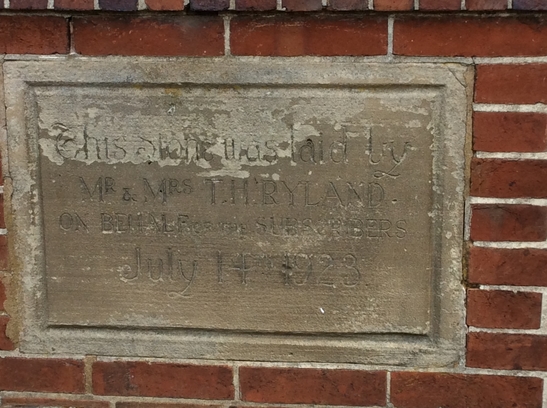 This stone was laid by
MR & MRS T.H. RYLAND.
ON BEHALF OF THE SUBSCRIBERS
July 14TH 1923.